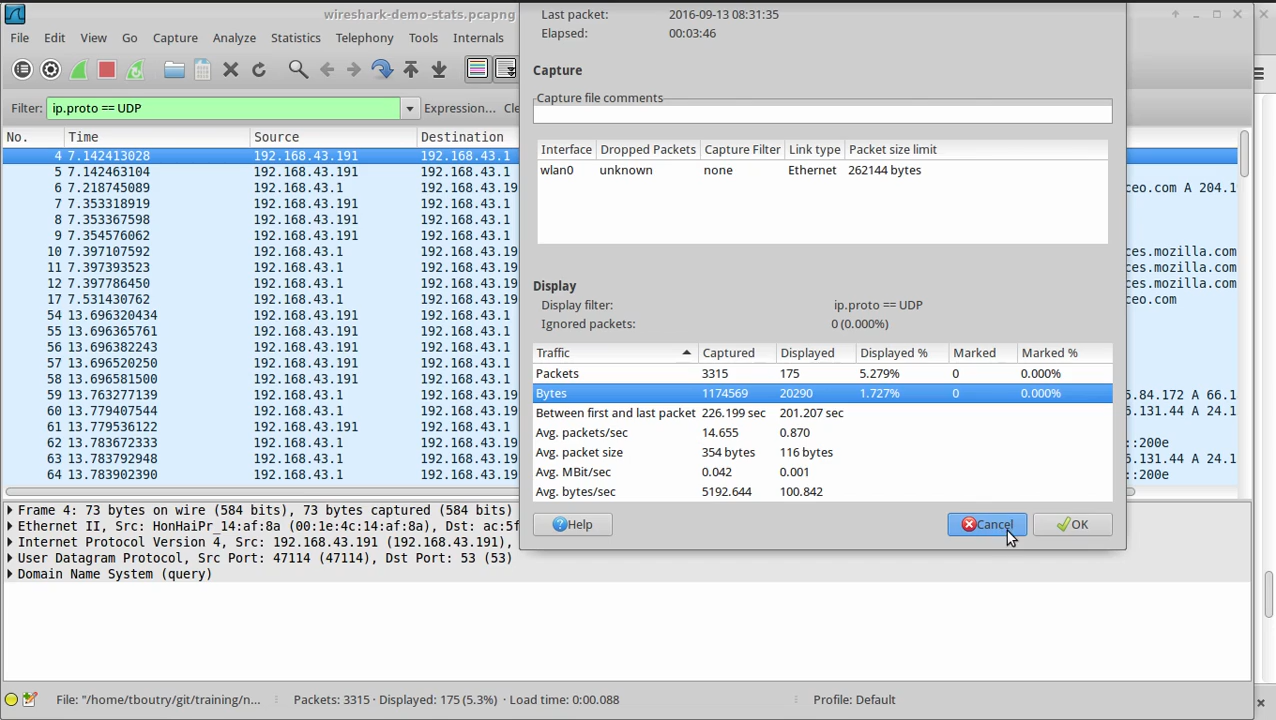 wireshark-demo-stats.pcapng
File Edit View Go Capture Analyze Statistics Telephony Tools Internals
Filter: ip.proto == UDP Expression...
No. Time Source Destination
4 7.142413028 192.168.43.191 192.168.43.1
5 7.142463104 192.168.43.191 192.168.43.1
6 7.218745089 192.168.43.1 ceo.com A 204.1
7 7.353318919 192.168.43.191 192.168.43.1
8 7.353367598 192.168.43.191 192.168.43.1
9 7.354576062 192.168.43.191 192.168.43.1
10 7.397107592 192.168.43.1 192.168.43.19 ces.mozilla.com
11 7.397393523 192.168.43.1 192.168.43.19 ces.mozilla.com
12 7.397786450 192.168.43.1 192.168.43.19 ces.mozilla.com
17 7.531430762 192.168.43.1 192.168.43.19 ceo.com
54 13.696320434 192.168.43.191 192.168.43.1
55 13.696365761 192.168.43.191 192.168.43.1
56 13.696382243 192.168.43.191 192.168.43.1
57 13.696520250 192.168.43.191 192.168.43.1
58 13.696581500 192.168.43.191 192.168.43.1
59 13.763277139 192.168.43.1 192.168.43.19 6.84.172 A 66.1
60 13.779407544 192.168.43.1 192.168.43.19 6.131.44 A 24.1
61 13.779536122 192.168.43.191 192.168.43.1
62 13.783672333 192.168.43.1 192.168.43.19 ::200e
63 13.783792948 192.168.43.1 192.168.43.19 6.131.44 A 24.1
64 13.783902390 192.168.43.1 192.168.43.19 ::200e
Frame 4: 73 bytes on wire (584 bits), 73 bytes captured (584 bits)
Ethernet II, Src: HonHaiPr_14:af:8a (00:1e:4c:14:af:8a), Dst: ac:5f
Internet Protocol Version 4, Src: 192.168.43.191 (192.168.43.191),
User Datagram Protocol, Src Port: 47114 (47114), Dst Port: 53 (53)
Domain Name System (query)
File: "/home/tboutry/git/training/n... Packets: 3315 · Displayed: 175 (5.3%) · Load time: 0:00.088 Profile: Default
Last packet: 2016-09-13 08:31:35
Elapsed: 00:03:46
Capture
Capture file comments
Interface Dropped Packets Capture Filter Link type Packet size limit
wlan0 unknown none Ethernet 262144 bytes
Display
Display filter: ip.proto == UDP
Ignored packets: 0 (0.000%)
Traffic Captured Displayed Displayed % Marked Marked %
Packets 3315 175 5.279% 0 0.000%
Bytes 1174569 20290 1.727% 0 0.000%
Between first and last packet 226.199 sec 201.207 sec
Avg. packets/sec 14.655 0.870
Avg. packet size 354 bytes 116 bytes
Avg. MBit/sec 0.042 0.001
Avg. bytes/sec 5192.644 100.842
Help Cancel OK